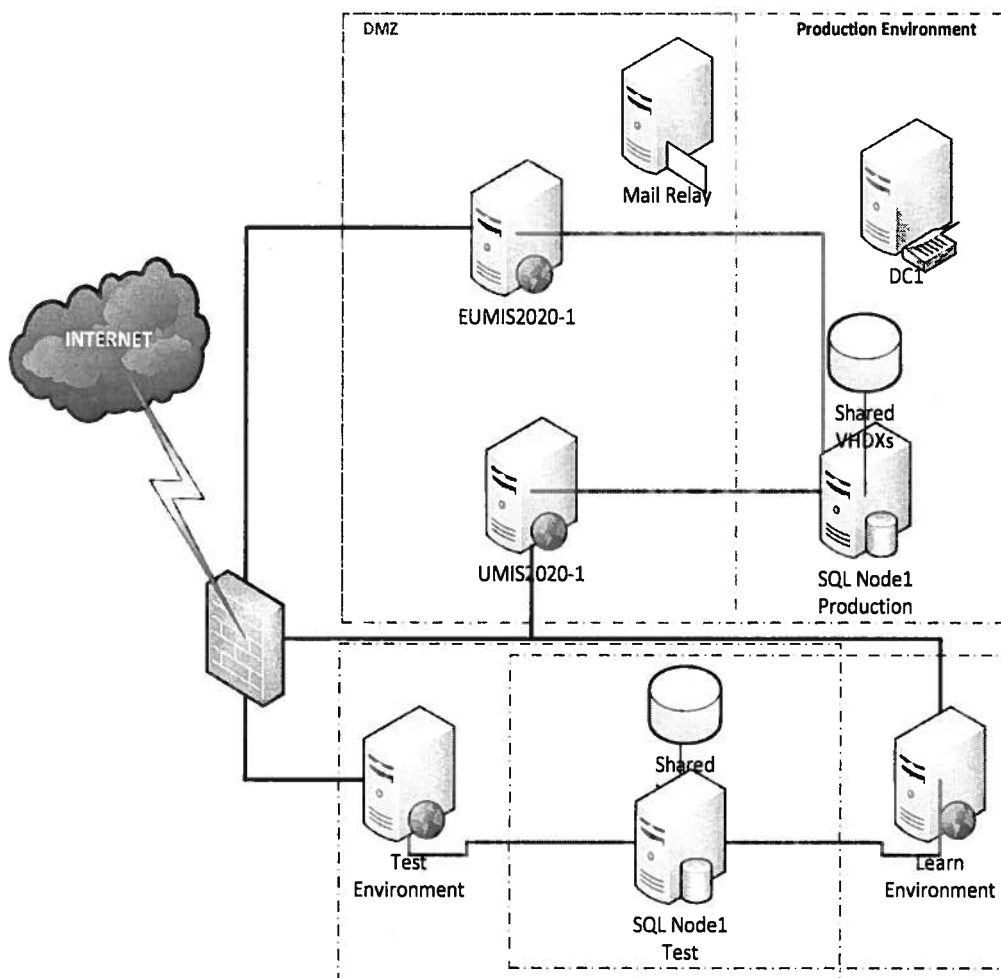 DMZ
Production Environment
Mail Relay
DC1
EUMIS2020-1
INTERNET
Shared
VHDXs
UMIS2020-1
SQL Node1
Production
Shared
Test
Environment
Learn
Environment
SQL Node1
Test